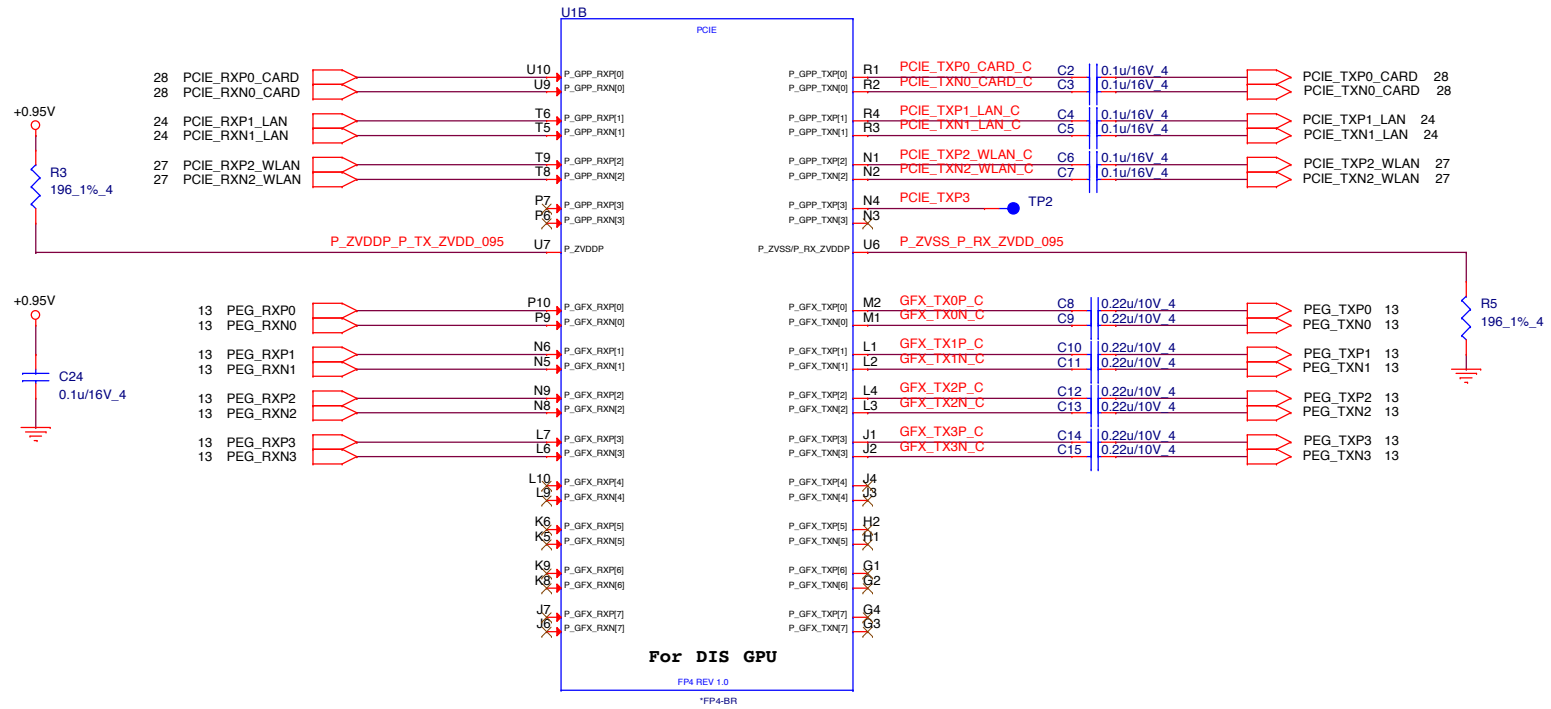 U1B
PCIE
28 PCIE_RXP0_CARD U10 P_GPP_RXP[0] P_GPP_TXP[0] R1 PCIE_TXP0_CARD_C C2 0.1u/16V_4 PCIE_TXP0_CARD 28
28 PCIE_RXN0_CARD U9 P_GPP_RXN[0] P_GPP_TXN[0] R2 PCIE_TXN0_CARD_C C3 0.1u/16V_4 PCIE_TXN0_CARD 28
+0.95V
24 PCIE_RXP1_LAN T6 P_GPP_RXP[1] P_GPP_TXP[1] R4 PCIE_TXP1_LAN_C C4 0.1u/16V_4 PCIE_TXP1_LAN 24
24 PCIE_RXN1_LAN T5 P_GPP_RXN[1] P_GPP_TXN[1] R3 PCIE_TXN1_LAN_C C5 0.1u/16V_4 PCIE_TXN1_LAN 24
27 PCIE_RXP2_WLAN T9 P_GPP_RXP[2] P_GPP_TXP[2] N1 PCIE_TXP2_WLAN_C C6 0.1u/16V_4 PCIE_TXP2_WLAN 27
R3
27 PCIE_RXN2_WLAN T8 P_GPP_RXN[2] P_GPP_TXN[2] N2 PCIE_TXN2_WLAN_C C7 0.1u/16V_4 PCIE_TXN2_WLAN 27
196_1%_4
P7 P_GPP_RXP[3] P_GPP_TXP[3] N4 PCIE_TXP3 TP2
P6 P_GPP_RXN[3] P_GPP_TXN[3] N3
P_ZVDDP_P_TX_ZVDD_095 U7 P_ZVDDP P_ZVSS/P_RX_ZVDDP U6 P_ZVSS_P_RX_ZVDD_095
+0.95V
13 PEG_RXP0 P10 P_GFX_RXP[0] P_GFX_TXP[0] M2 GFX_TX0P_C C8 0.22u/10V_4 PEG_TXP0 13 R5
13 PEG_RXN0 P9 P_GFX_RXN[0] P_GFX_TXN[0] M1 GFX_TX0N_C C9 0.22u/10V_4 PEG_TXN0 13 196_1%_4
13 PEG_RXP1 N6 P_GFX_RXP[1] P_GFX_TXP[1] L1 GFX_TX1P_C C10 0.22u/10V_4 PEG_TXP1 13
13 PEG_RXN1 N5 P_GFX_RXN[1] P_GFX_TXN[1] L2 GFX_TX1N_C C11 0.22u/10V_4 PEG_TXN1 13
C24
0.1u/16V_4
13 PEG_RXP2 N9 P_GFX_RXP[2] P_GFX_TXP[2] L4 GFX_TX2P_C C12 0.22u/10V_4 PEG_TXP2 13
13 PEG_RXN2 N8 P_GFX_RXN[2] P_GFX_TXN[2] L3 GFX_TX2N_C C13 0.22u/10V_4 PEG_TXN2 13
13 PEG_RXP3 L7 P_GFX_RXP[3] P_GFX_TXP[3] J1 GFX_TX3P_C C14 0.22u/10V_4 PEG_TXP3 13
13 PEG_RXN3 L6 P_GFX_RXN[3] P_GFX_TXN[3] J2 GFX_TX3N_C C15 0.22u/10V_4 PEG_TXN3 13
L10 P_GFX_RXP[4] P_GFX_TXP[4] J4
L9 P_GFX_RXN[4] P_GFX_TXN[4] J3
K6 P_GFX_RXP[5] P_GFX_TXP[5] H2
K5 P_GFX_RXN[5] P_GFX_TXN[5] H1
K9 P_GFX_RXP[6] P_GFX_TXP[6] G1
K8 P_GFX_RXN[6] P_GFX_TXN[6] G2
J7 P_GFX_RXP[7] P_GFX_TXP[7] G4
J6 P_GFX_RXN[7] P_GFX_TXN[7] G3
For DIS GPU
FP4 REV 1.0
*FP4-BR